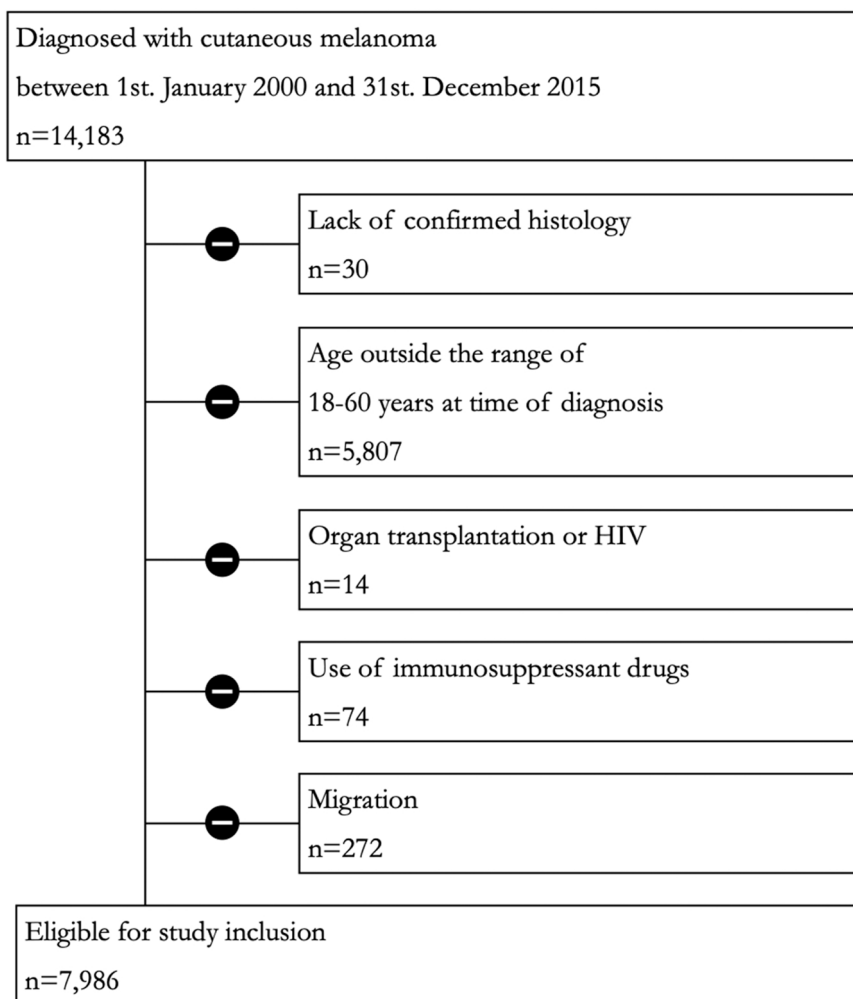 Diagnosed with cutaneous melanoma
between 1st. January 2000 and 31st. December 2015
n=14,183
Lack of confirmed histology
n=30
Age outside the range of
18-60 years at time of diagnosis
n=5,807
Organ transplantation or HIV
n=14
Use of immunosuppressant drugs
n=74
Migration
n=272
Eligible for study inclusion
n=7,986